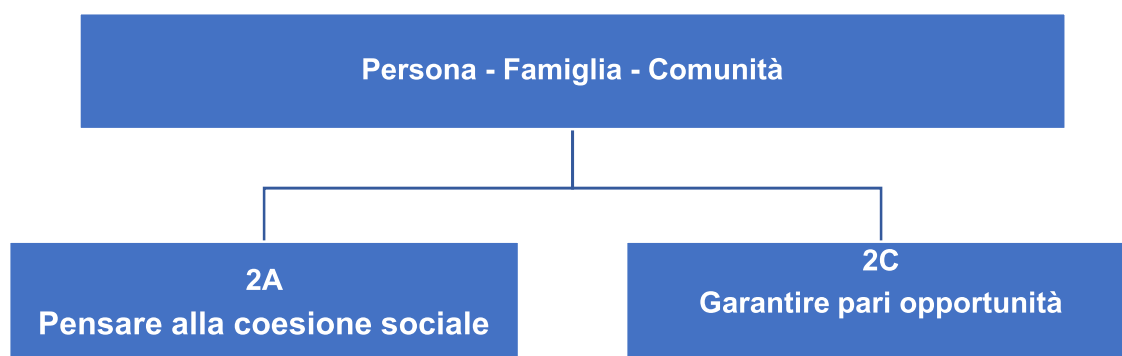 Persona - Famiglia - Comunità
2A
Pensare alla coesione sociale
2C
Garantire pari opportunità